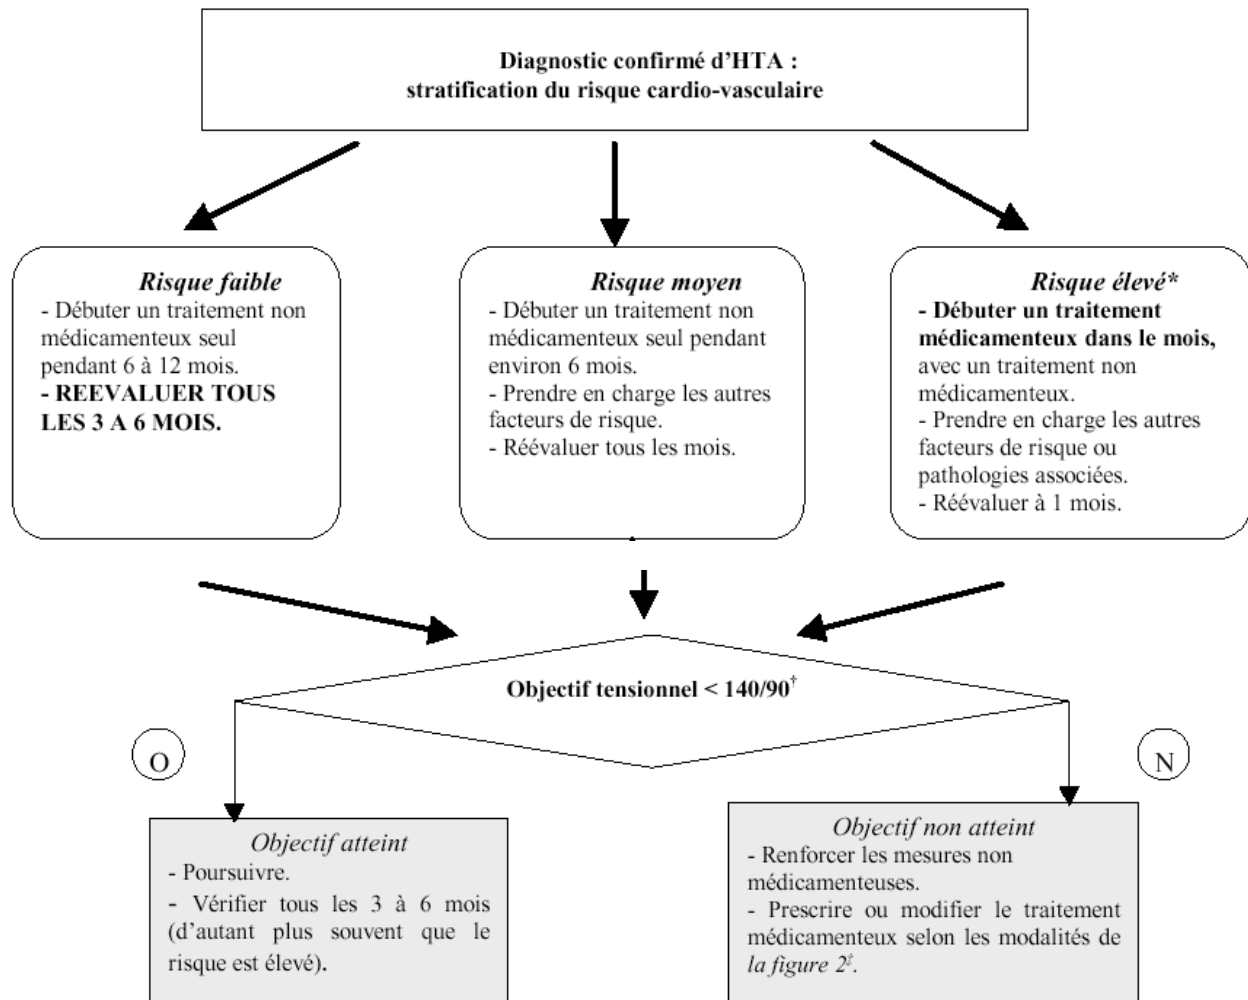 Diagnostic confirmé d’HTA :
stratification du risque cardio-vasculaire
Risque faible
- Débuter un traitement non
médicamenteux seul
pendant 6 à 12 mois.
- REEVALUER TOUS
LES 3 A 6 MOIS.
Risque moyen
- Débuter un traitement non
médicamenteux seul pendant
environ 6 mois.
- Prendre en charge les autres
facteurs de risque.
- Réévaluer tous les mois.
Risque élevé*
- Débuter un traitement
médicamenteux dans le mois,
avec un traitement non
médicamenteux.
- Prendre en charge les autres
facteurs de risque ou
pathologies associées.
- Réévaluer à 1 mois.
Objectif tensionnel < 140/90†
O
N
Objectif atteint
- Poursuivre.
- Vérifier tous les 3 à 6 mois
(d'autant plus souvent que le
risque est élevé).
Objectif non atteint
- Renforcer les mesures non
médicamenteuses.
- Prescrire ou modifier le traitement
médicamenteux selon les modalités de
la figure 2‡.